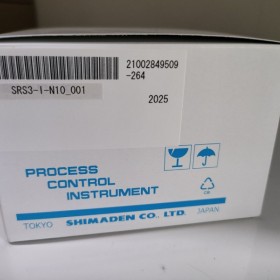 21002849509
-264
SRS3-I-N10_001
2025
PROCESS
CONTROL
INSTRUMENT
SHIMADEN CO., LTD.
TOKYO JAPAN